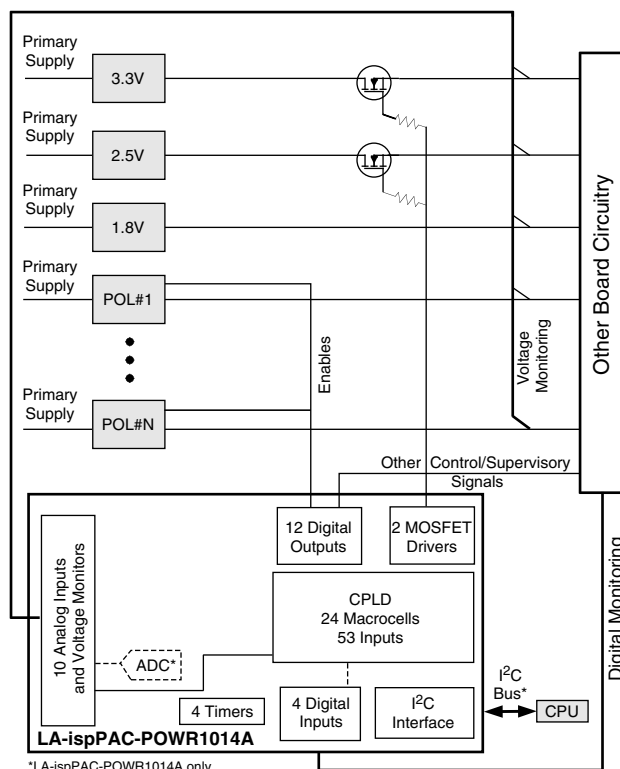 Primary
Supply
3.3V
Primary
Supply
2.5V
Primary
Supply
1.8V
Primary
Supply
POL#1
Primary
Supply
POL#N
Enables
Voltage
Monitoring
Other Board Circuitry
Other Control/Supervisory
Signals
12 Digital
Outputs
2 MOSFET
Drivers
10 Analog Inputs
and Voltage Monitors
CPLD
24 Macrocells
53 Inputs
ADC*
4 Timers
4 Digital
Inputs
I2C
Interface
I2C
Bus*
CPU
Digital Monitoring
LA-ispPAC-POWR1014A
*LA-ispPAC-POWR1014A only